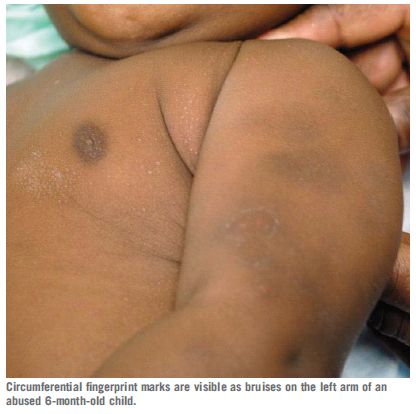 Circumferential fingerprint marks are visible as bruises on the left arm of an
abused 6-month-old child.